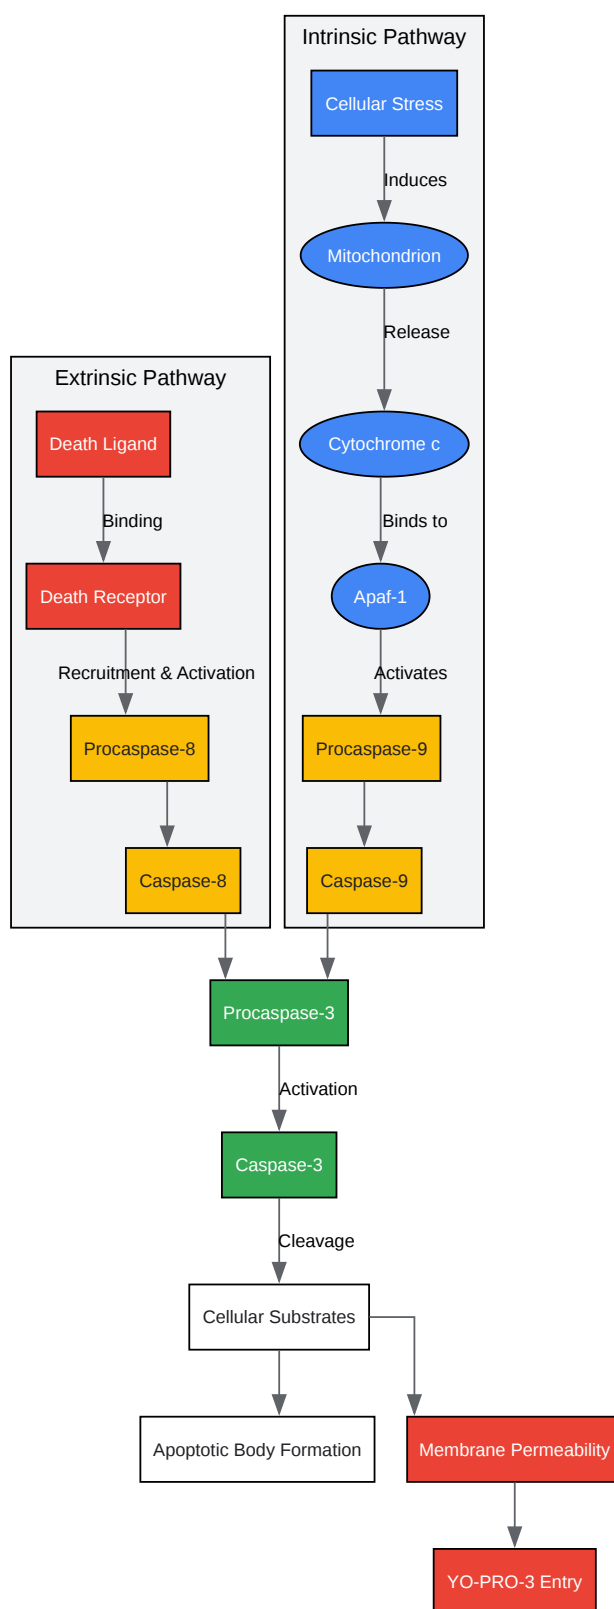 Intrinsic Pathway
Cellular Stress
Induces
Mitochondrion
Release
Cytochrome c
Binds to
Apaf-1
Activates
Procaspase-9
Caspase-9
Extrinsic Pathway
Death Ligand
Binding
Death Receptor
Recruitment & Activation
Procaspase-8
Caspase-8
Procaspase-3
Activation
Caspase-3
Cleavage
Cellular Substrates
Apoptotic Body Formation
Membrane Permeability
YO-PRO-3 Entry